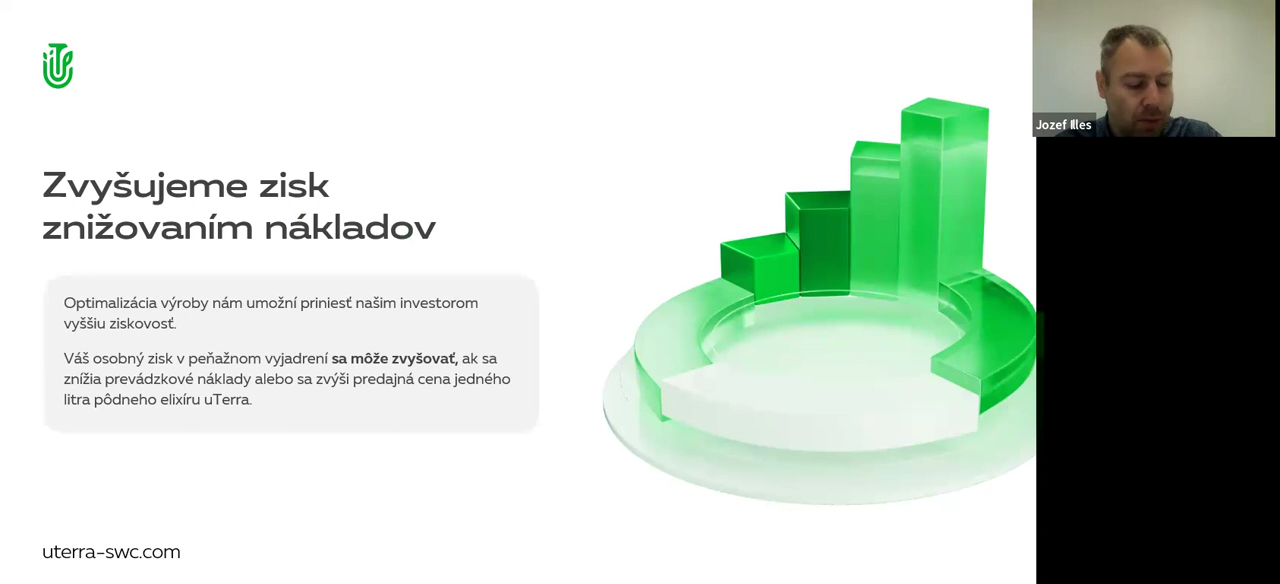 Zvyšujeme zisk
znižovaním nákladov
Optimalizácia výroby nám umožní priniesť našim investorom
vyššiu ziskovosť.
Váš osobný zisk v peňažnom vyjadrení sa môže zvyšovať, ak sa
znížia prevádzkové náklady alebo sa zvýši predajná cena jedného
litra pôdneho elixíru uTerra.
uterra-swc.com
Jozef Illes